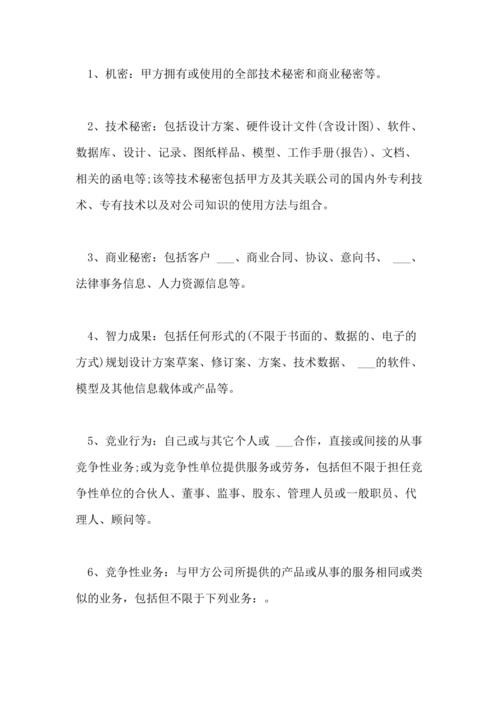 1、机密：甲方拥有或使用的全部技术秘密和商业秘密等。
2、技术秘密：包括设计方案、硬件设计文件(含设计图)、软件、
数据库、设计、记录、图纸样品、模型、工作手册(报告)、文档、
相关的函电等;该等技术秘密包括甲方及其关联公司的国内外专利技
术、专有技术以及对公司知识的使用方法与组合。
3、商业秘密：包括客户 ___、商业合同、协议、意向书、 ___、
法律事务信息、人力资源信息等。
4、智力成果：包括任何形式的(不限于书面的、数据的、电子的
方式)规划设计方案草案、修订案、方案、技术数据、 ___的软件、
模型及其他信息载体或产品等。
5、竞业行为：自己或与其它个人或 ___合作，直接或间接的从事
竞争性业务;或为竞争性单位提供服务或劳务，包括但不限于担任竞
争性单位的合伙人、董事、监事、股东、管理人员或一般职员、代
理人、顾问等。
6、竞争性业务：与甲方公司所提供的产品或从事的服务相同或类
似的业务，包括但不限于下列业务：。